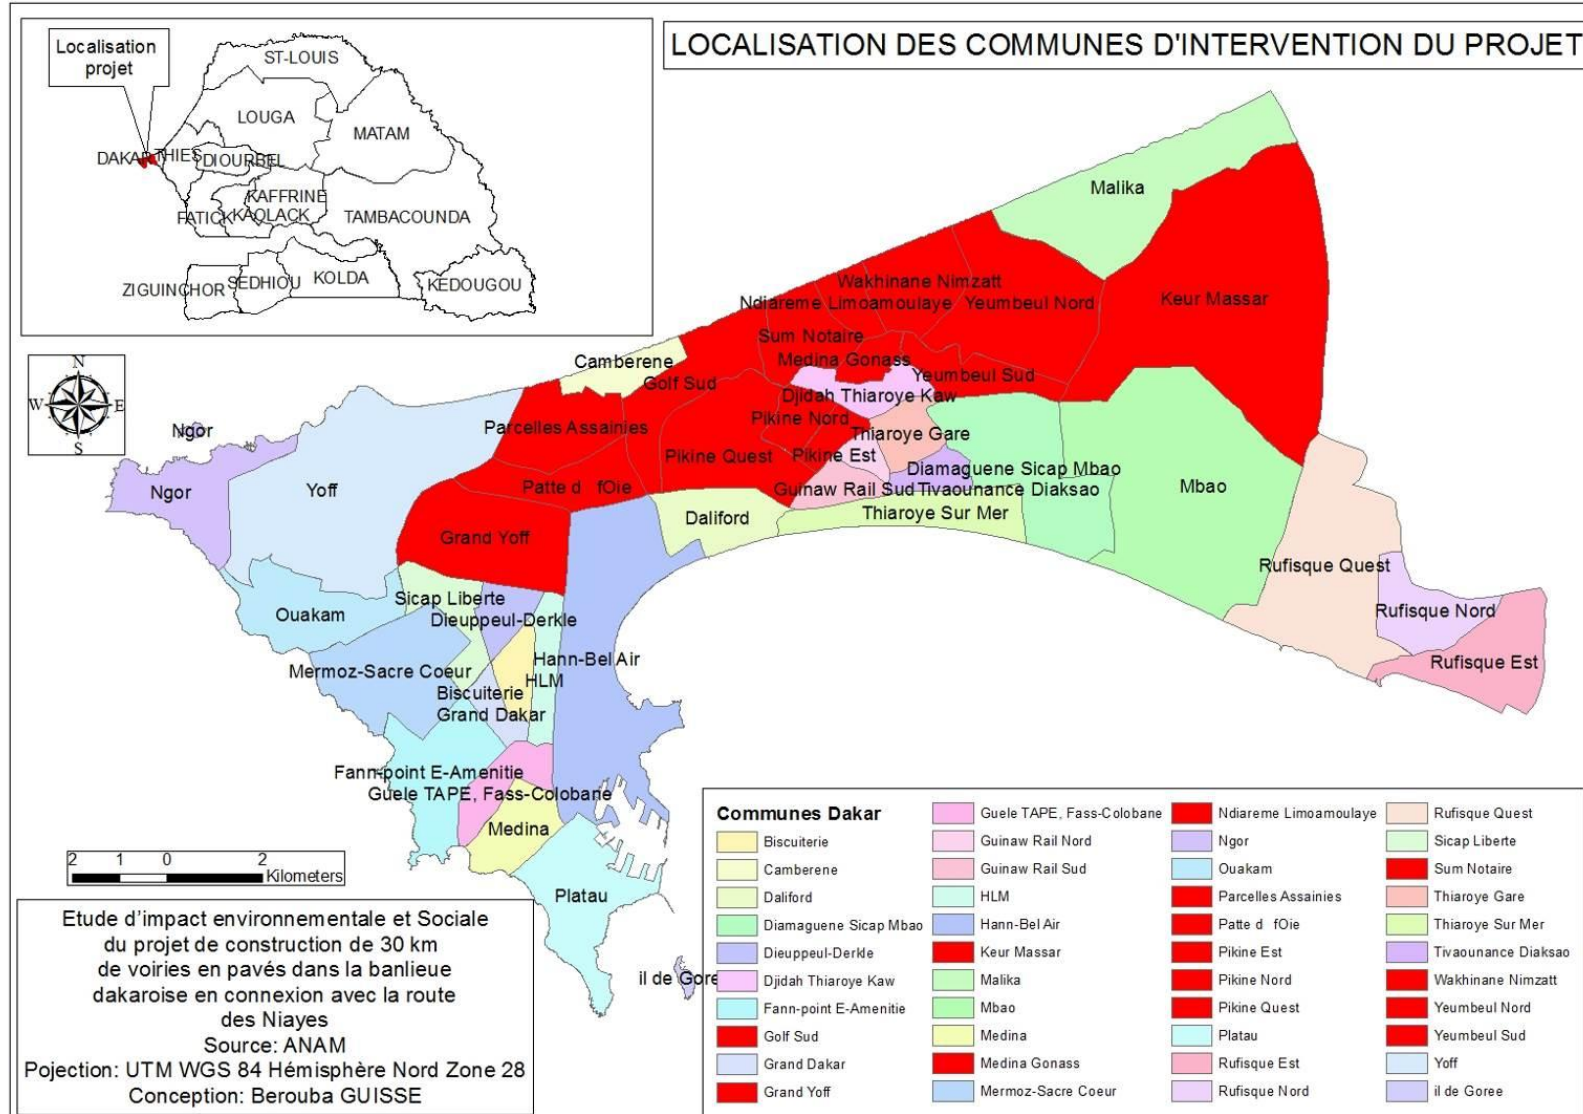 LOCALISATION DES COMMUNES D'INTERVENTION DU PROJET
Localisation
projet
ST-LOUIS
LOUGA
MATAM
DAKAR
THIES
DIOURBEL
KAFFRINE
FATICK
KAOLACK
TAMBACOUNDA
ZIGUINCHOR
SEDHIOU
KOLDA
KEDOUGOU
N
W
E
S
Malika
Keur Massar
Wakhinane Nimzatt
Ndiareme Limoamoulaye
Yeumbeul Nord
Sum Notaire
Medina Gonass
Yeumbeul Sud
Camberene
Golf Sud
Djidah Thiaroye Kaw
Pikine Nord
Parcelles Assainies
Thiaroye Gare
Pikine Quest
Pikine Est
Diamaguene Sicap Mbao
Ngor
Ngor
Yoff
Patte d fOie
Guinaw Rail Sud
Tivaounance Diaksao
Mbao
Daliford
Thiaroye Sur Mer
Grand Yoff
Rufisque Quest
Rufisque Nord
Rufisque Est
Sicap Liberte
Ouakam
Dieuppeul-Derkle
Mermoz-Sacre Coeur
Hann-Bel Air
HLM
Biscuiterie
Grand Dakar
Fann-point E-Amenitie
Guele TAPE, Fass-Colobane
Medina
Platau
il de Gore
2 1 0 2
Kilometers
Etude d’impact environnementale et Sociale
du projet de construction de 30 km
de voiries en pavés dans la banlieue
dakaroise en connexion avec la route
des Niayes
Source: ANAM
Pojection: UTM WGS 84 Hémisphère Nord Zone 28
Conception: Berouba GUISSE
Communes Dakar
Biscuiterie
Camberene
Daliford
Diamaguene Sicap Mbao
Dieuppeul-Derkle
Djidah Thiaroye Kaw
Fann-point E-Amenitie
Golf Sud
Grand Dakar
Grand Yoff
Guele TAPE, Fass-Colobane
Guinaw Rail Nord
Guinaw Rail Sud
HLM
Hann-Bel Air
Keur Massar
Malika
Mbao
Medina
Medina Gonass
Mermoz-Sacre Coeur
Ndiareme Limoamoulaye
Ngor
Ouakam
Parcelles Assainies
Patte d fOie
Pikine Est
Pikine Nord
Pikine Quest
Platau
Rufisque Est
Rufisque Nord
Rufisque Quest
Sicap Liberte
Sum Notaire
Thiaroye Gare
Thiaroye Sur Mer
Tivaounance Diaksao
Wakhinane Nimzatt
Yeumbeul Nord
Yeumbeul Sud
Yoff
il de Goree